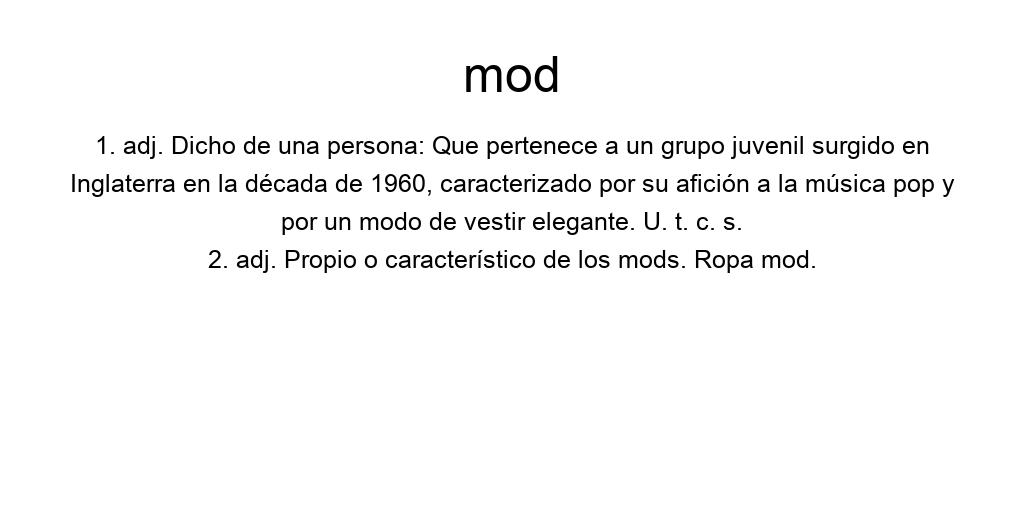 mod
1. adj. Dicho de una persona: Que pertenece a un grupo juvenil surgido en
Inglaterra en la década de 1960, caracterizado por su afición a la música pop y
por un modo de vestir elegante. U. t. c. s.
2. adj. Propio o característico de los mods. Ropa mod.